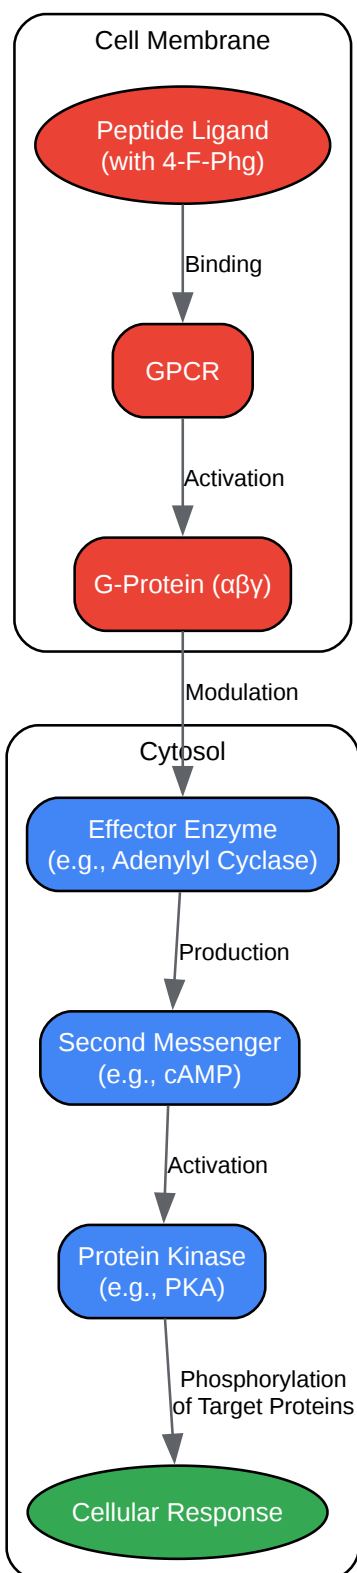 Cell Membrane
Peptide Ligand
(with 4-F-Phg)
Binding
GPCR
Activation
G-Protein (αβγ)
Modulation
Cytosol
Effector Enzyme
(e.g., Adenylyl Cyclase)
Production
Second Messenger
(e.g., cAMP)
Activation
Protein Kinase
(e.g., PKA)
Phosphorylation
of Target Proteins
Cellular Response